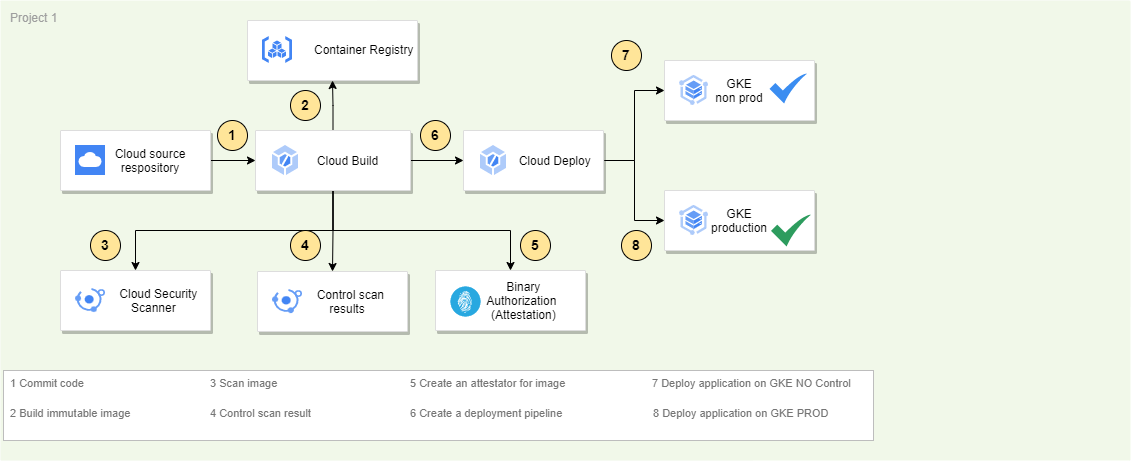 Project 1
Container Registry
7
GKE
non prod
2
1
6
Cloud source
respository
Cloud Build
Cloud Deploy
GKE
production
3
4
5
8
Cloud Security
Scanner
Control scan
results
Binary
Authorization
(Attestation)
1 Commit code
3 Scan image
5 Create an attestator for image
7 Deploy application on GKE NO Control
2 Build immutable image
4 Control scan result
6 Create a deployment pipeline
8 Deploy application on GKE PROD